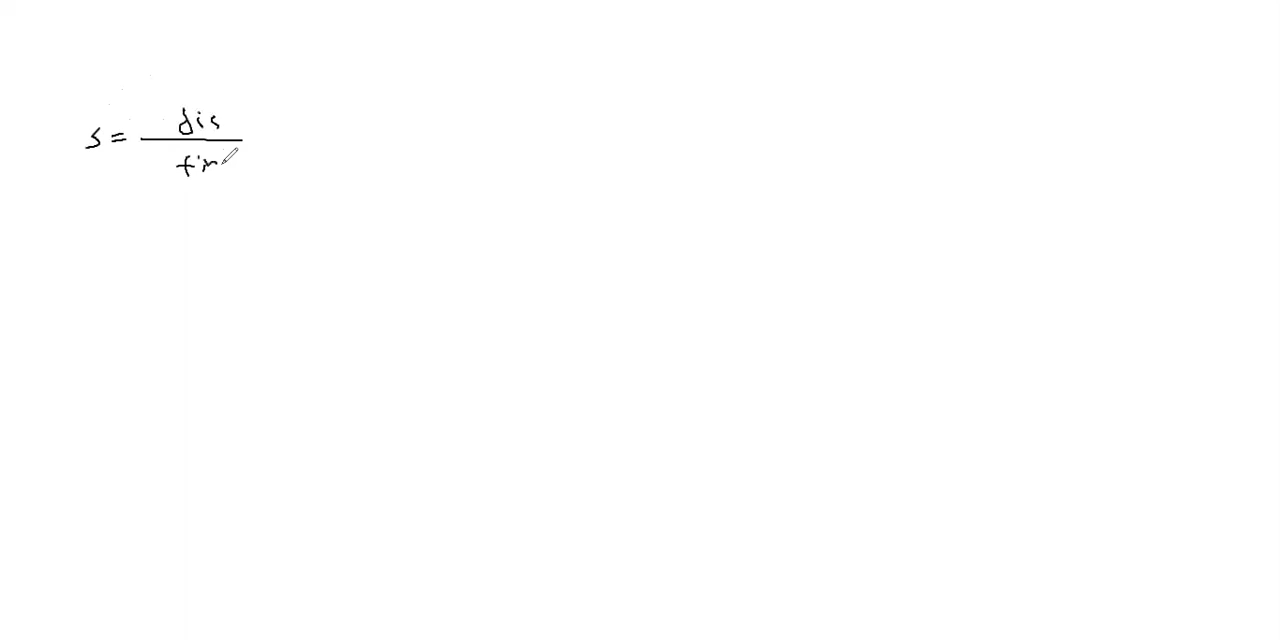 s = dis
tim